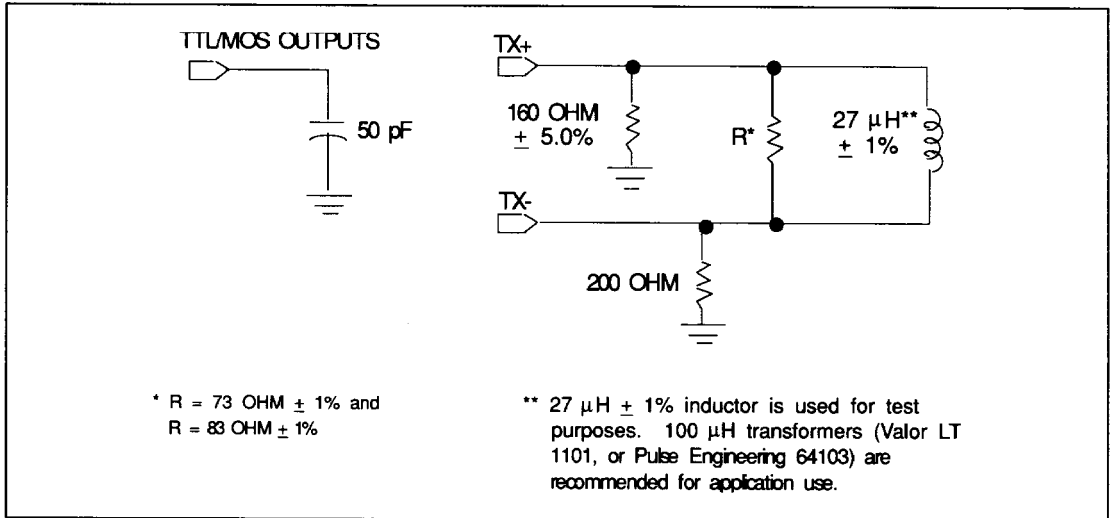 TTL/MOS OUTPUTS
50 pF
TX+
160 OHM
± 5.0%
R*
27 μH**
± 1%
TX-
200 OHM
* R = 73 OHM ± 1% and
R = 83 OHM ± 1%
** 27 μH ± 1% inductor is used for test
purposes. 100 μH transformers (Valor LT
1101, or Pulse Engineering 64103) are
recommended for application use.